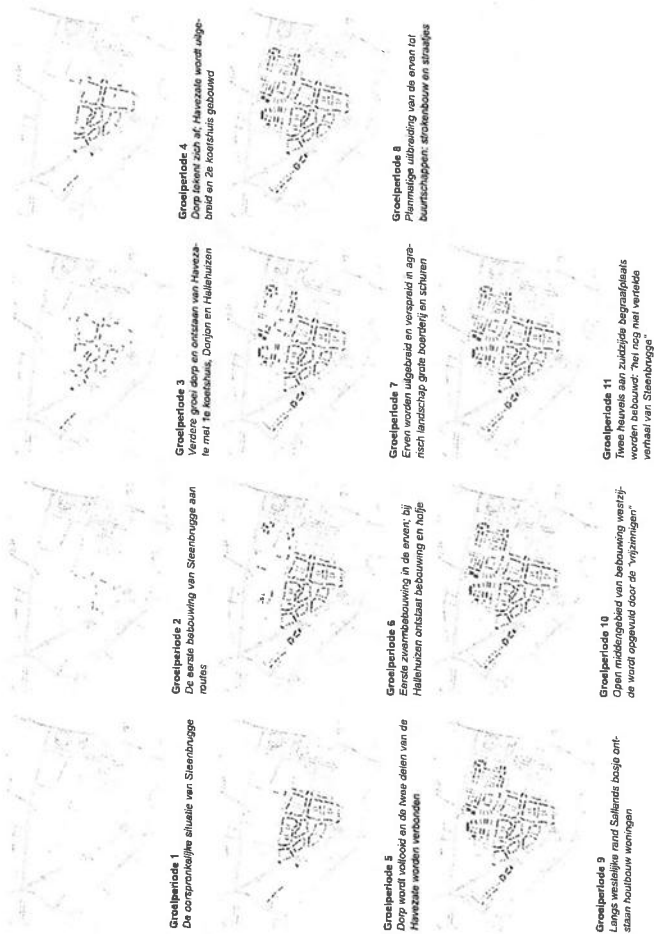 Groeiperiode 1
De oorspronkelijke situatie van Steenbrugge
Groeiperiode 2
De eerste bebouwing van Steenbrugge aan
routes
Groeiperiode 3
Verdere groei dorp en ontstaan van Haveza-
te met 1e koetshuis, Donjon en Hallehuizen
Groeiperiode 4
Dorp tekent zich af; Havezate wordt uitge-
breid en 2e koetshuis gebouwd
Groeiperiode 5
Dorp wordt voltooid en de twee delen van de
Havezate worden verbonden
Groeiperiode 6
Eerste zwermbebouwing in de erven; bij
Hallehuizen ontstaat bebouwing en hofje
Groeiperiode 7
Erven worden uitgebreid en verspreid in agra-
risch landschap grote boerderij en schuren
Groeiperiode 8
Planmatige uitbreiding van de erven tot
buurtschappen: strokenbouw en straatjes
Groeiperiode 9
Langs westelijke rand Sallands bosje ont-
staan houtbouw woningen
Groeiperiode 10
Open middengebied van bebouwing westzij-
de wordt opgevuld door de "vrijzinnigen"
Groeiperiode 11
Twee heuvels aan zuidzijde begraafplaats
worden bebouwd: "het nog niet vertelde
verhaal van Steenbrugge"